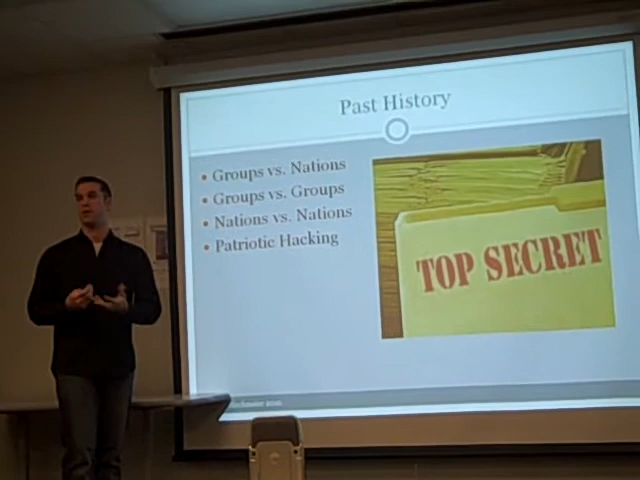 Past History
Groups vs. Nations
Groups vs. Groups
Nations vs. Nations
Patriotic Hacking
TOP SECRET